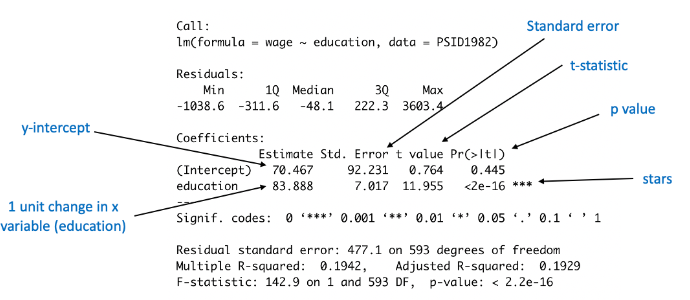 Call:
lm(formula = wage ~ education, data = PSID1982)
Standard error
t-statistic
Residuals:
Min 1Q Median 3Q Max
-1038.6 -311.6 -48.1 222.3 3603.4
p value
y-intercept
Coefficients:
Estimate Std. Error t value Pr(>|t|)
(Intercept) 70.467 92.231 0.764 0.445
education 83.888 7.017 11.955 <2e-16 ***
stars
---
1 unit change in x
variable (education)
Signif. codes: 0 ‘***’ 0.001 ‘**’ 0.01 ‘*’ 0.05 ‘.’ 0.1 ‘ ’ 1
Residual standard error: 477.1 on 593 degrees of freedom
Multiple R-squared: 0.1942, Adjusted R-squared: 0.1929
F-statistic: 142.9 on 1 and 593 DF, p-value: < 2.2e-16